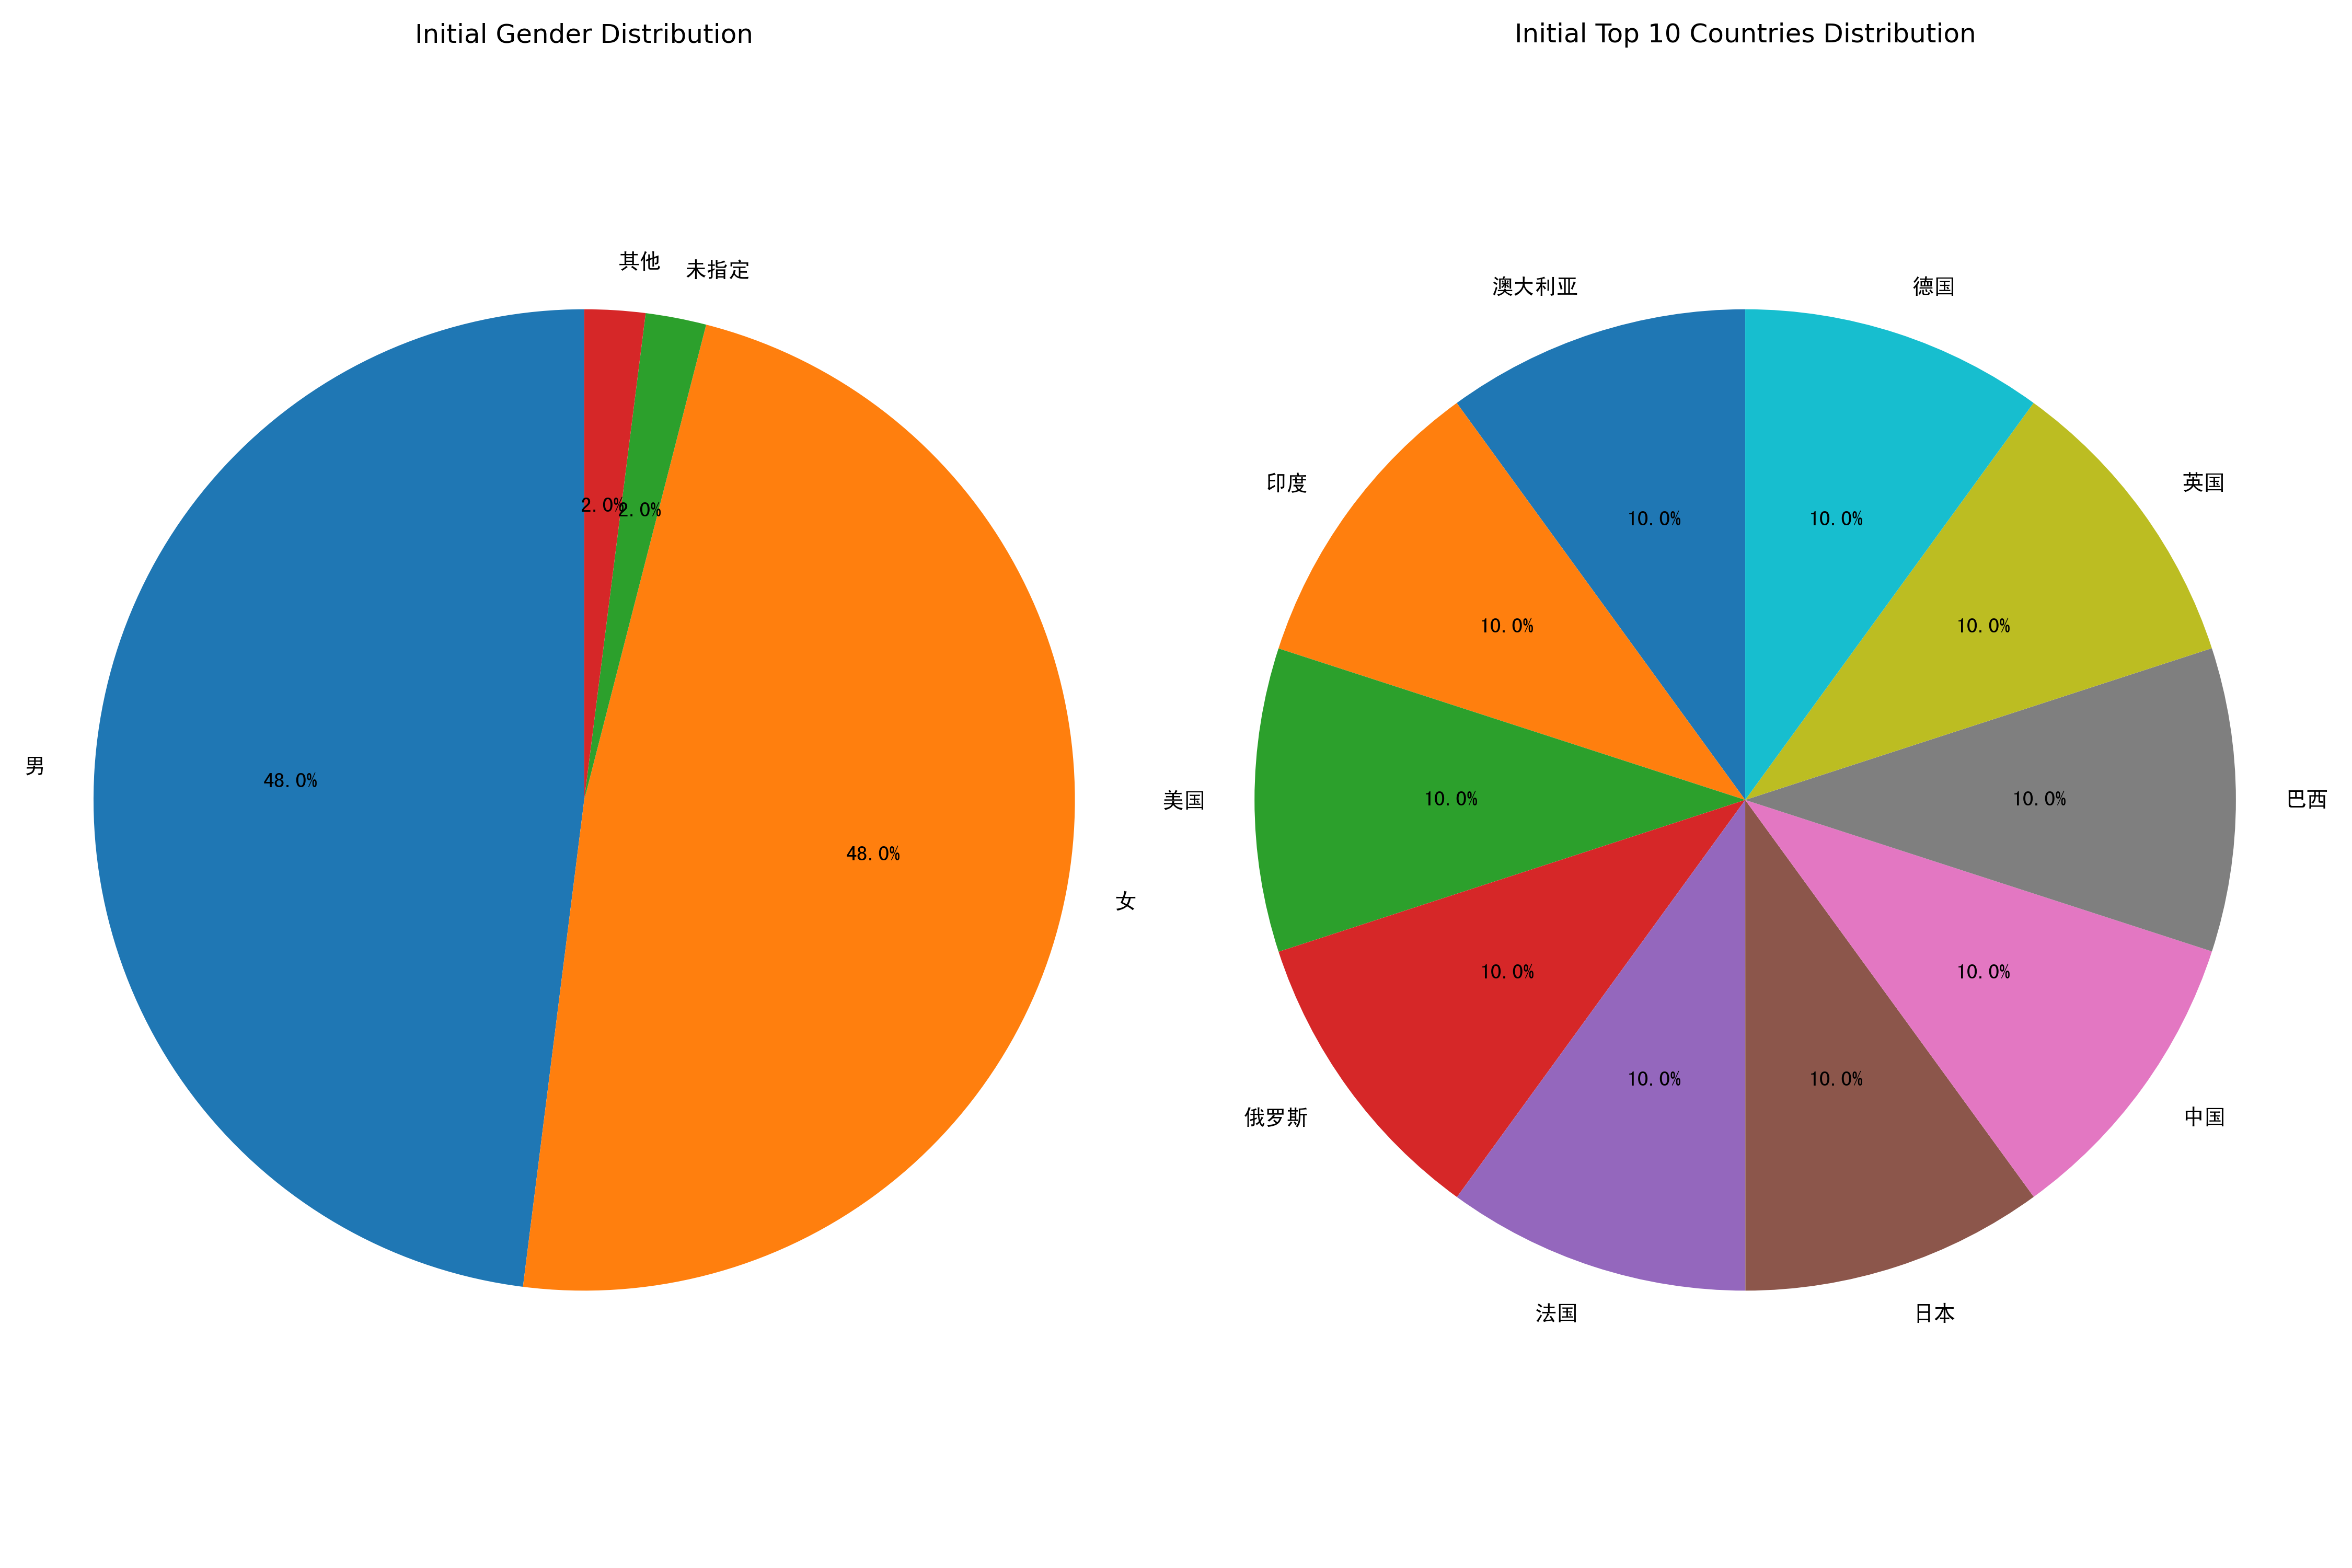 Initial Gender Distribution
其他
未指定
2.0%
2.0%
男
48.0%
48.0%
女
Initial Top 10 Countries Distribution
澳大利亚
德国
印度
英国
10.0%
10.0%
10.0%
10.0%
美国
10.0%
10.0%
巴西
10.0%
10.0%
俄罗斯
中国
10.0%
10.0%
法国
日本